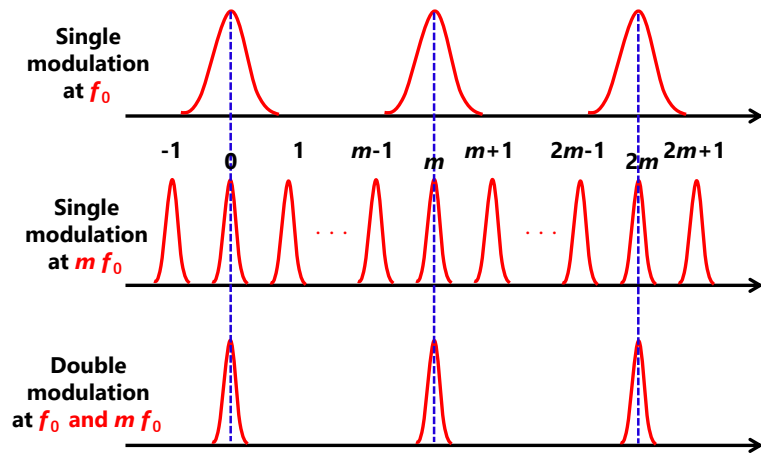 Single
modulation
at f₀
-1 0 1 m-1 m m+1 2m-1 2m 2m+1
Single
modulation
at m f₀
. . . . . .
Double
modulation
at f₀ and m f₀